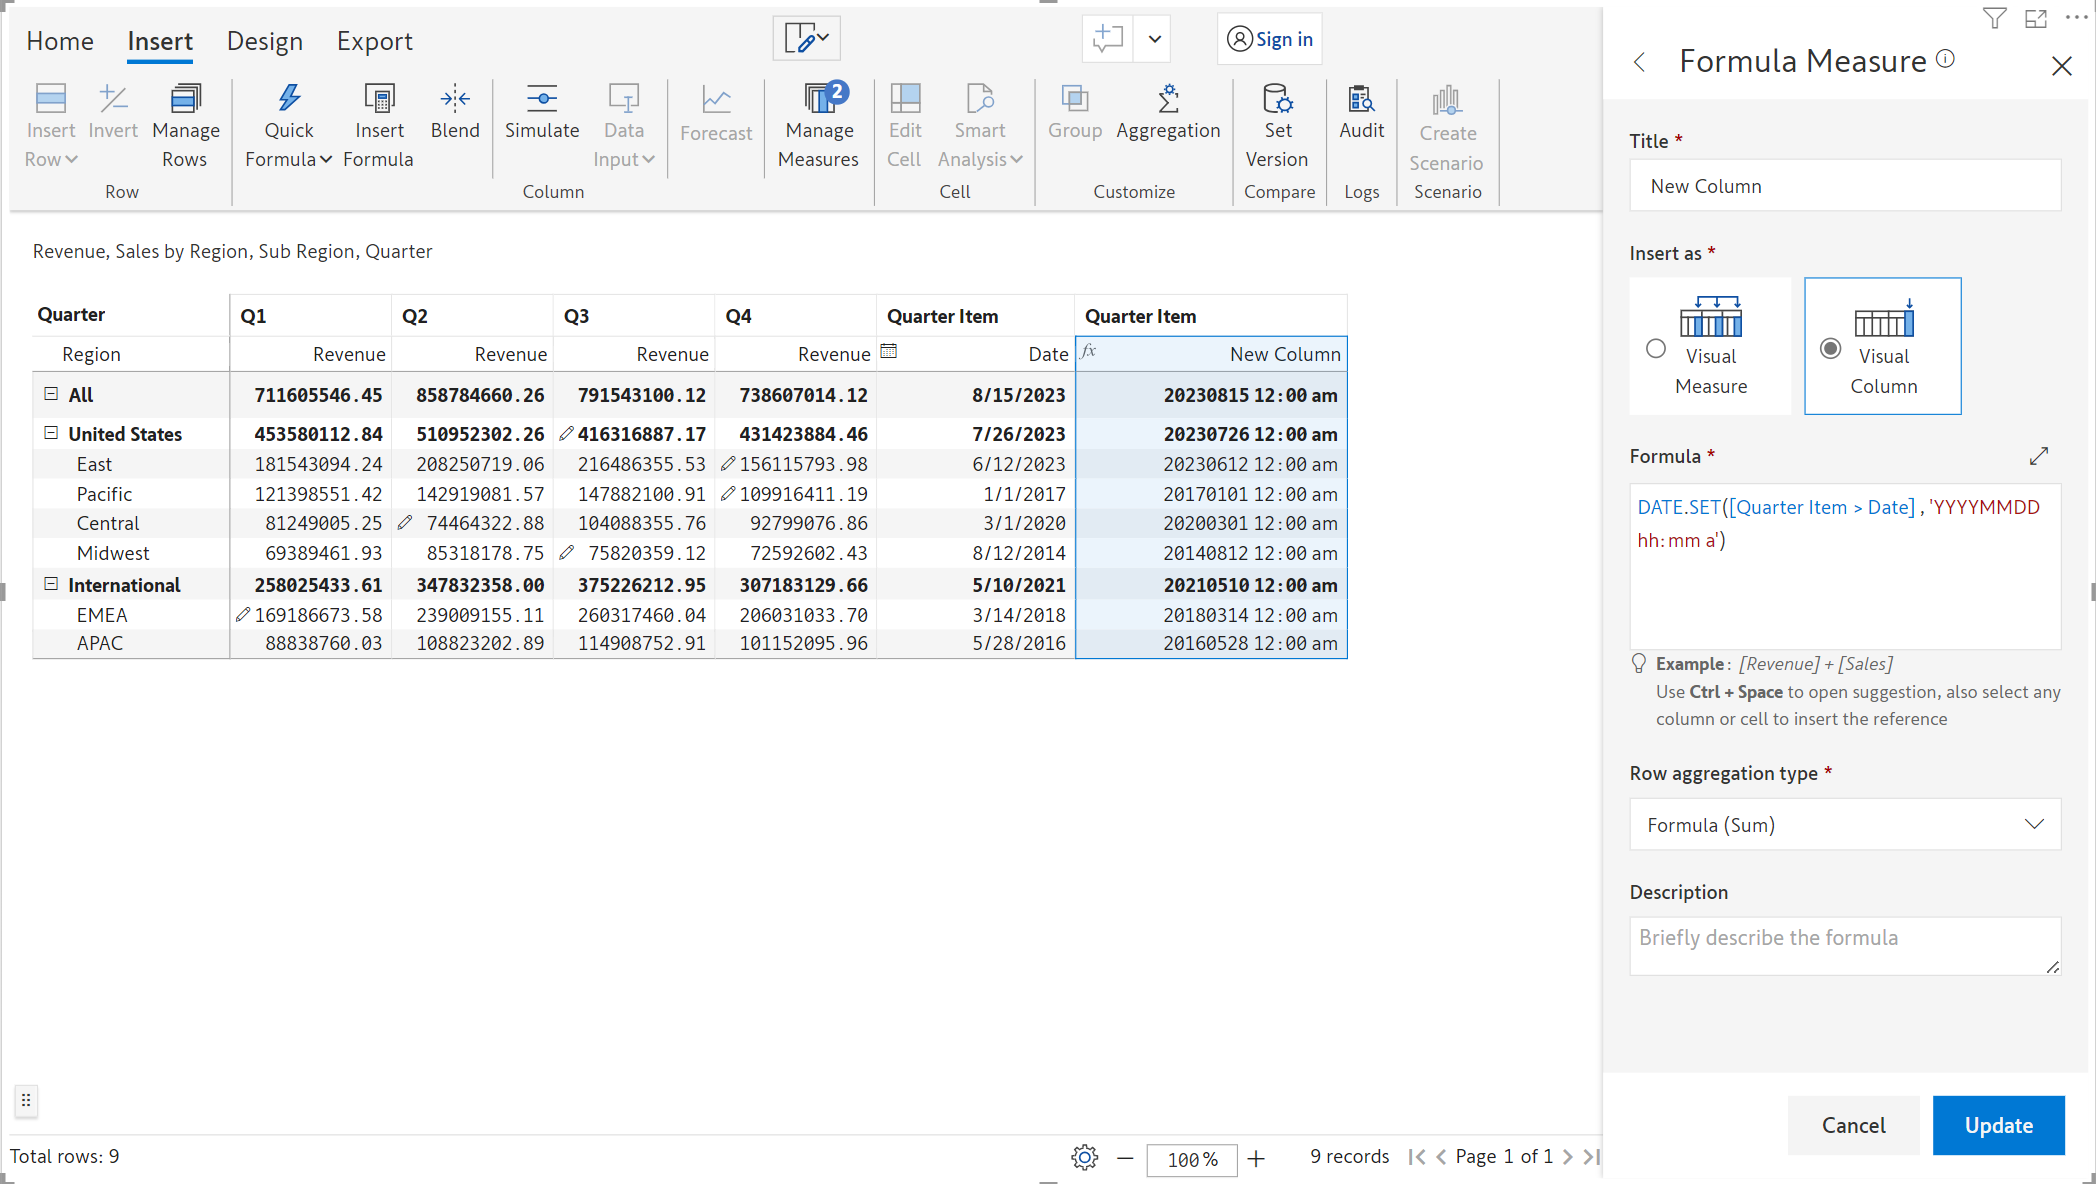 Home Insert Design Export
Sign in
Insert Row
Invert
Manage Rows
Row
Quick Formula
Insert Formula
Blend
Simulate
Data Input
Column
Forecast
2
Manage Measures
Edit Cell
Smart Analysis
Cell
Group
Aggregation
Customize
Set Version
Compare
Audit
Logs
Create Scenario
Scenario
Revenue, Sales by Region, Sub Region, Quarter
Quarter Q1 Q2 Q3 Q4 Quarter Item Quarter Item
Region Revenue Revenue Revenue Revenue Date fx New Column
All 711605546.45 858784660.26 791543100.12 738607014.12 8/15/2023 20230815 12:00 am
United States 453580112.84 510952302.26 416316887.17 431423884.46 7/26/2023 20230726 12:00 am
East 181543094.24 208250719.06 216486355.53 156115793.98 6/12/2023 20230612 12:00 am
Pacific 121398551.42 142919081.57 147882100.91 109916411.19 1/1/2017 20170101 12:00 am
Central 81249005.25 74464322.88 104088355.76 92799076.86 3/1/2020 20200301 12:00 am
Midwest 69389461.93 85318178.75 75820359.12 72592602.43 8/12/2014 20140812 12:00 am
International 258025433.61 347832358.00 375226212.95 307183129.66 5/10/2021 20210510 12:00 am
EMEA 169186673.58 239009155.11 260317460.04 206031033.70 3/14/2018 20180314 12:00 am
APAC 88838760.03 108823202.89 114908752.91 101152095.96 5/28/2016 20160528 12:00 am
Total rows: 9
100%
9 records
Page 1 of 1
Formula Measure
Title *
New Column
Insert as *
Visual Measure
Visual Column
Formula *
DATE.SET([Quarter Item > Date] ,'YYYYMMDD
hh:mm a')
Example: [Revenue] + [Sales]
Use Ctrl + Space to open suggestion, also select any
column or cell to insert the reference
Row aggregation type *
Formula (Sum)
Description
Briefly describe the formula
Cancel
Update